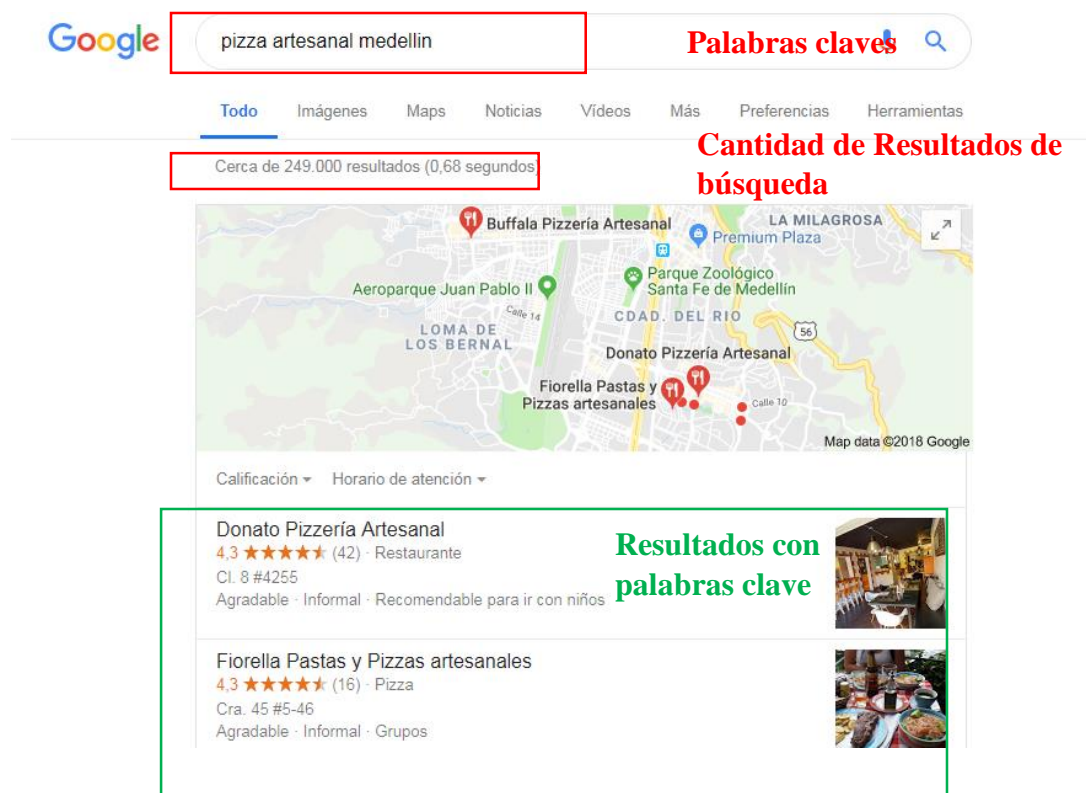 Google
pizza artesanal medellin
Palabras claves
Todo Imágenes Maps Noticias Vídeos Más Preferencias Herramientas
Cantidad de Resultados de
búsqueda
Cerca de 249.000 resultados (0,68 segundos)
Buffala Pizzería Artesanal
LA MILAGROSA
Premium Plaza
Parque Zoológico
Santa Fe de Medellín
Aeroparque Juan Pablo II
Calle 14
CDAD. DEL RIO
LOMA DE
LOS BERNAL
56
Donato Pizzería Artesanal
Fiorella Pastas y
Pizzas artesanales
Calle 10
Map data ©2018 Google
Calificación Horario de atención
Donato Pizzería Artesanal
4,3 ★★★★★ (42) · Restaurante
Cl. 8 #4255
Agradable · Informal · Recomendable para ir con niños
Resultados con
palabras clave
Fiorella Pastas y Pizzas artesanales
4,3 ★★★★★ (16) · Pizza
Cra. 45 #5-46
Agradable · Informal · Grupos